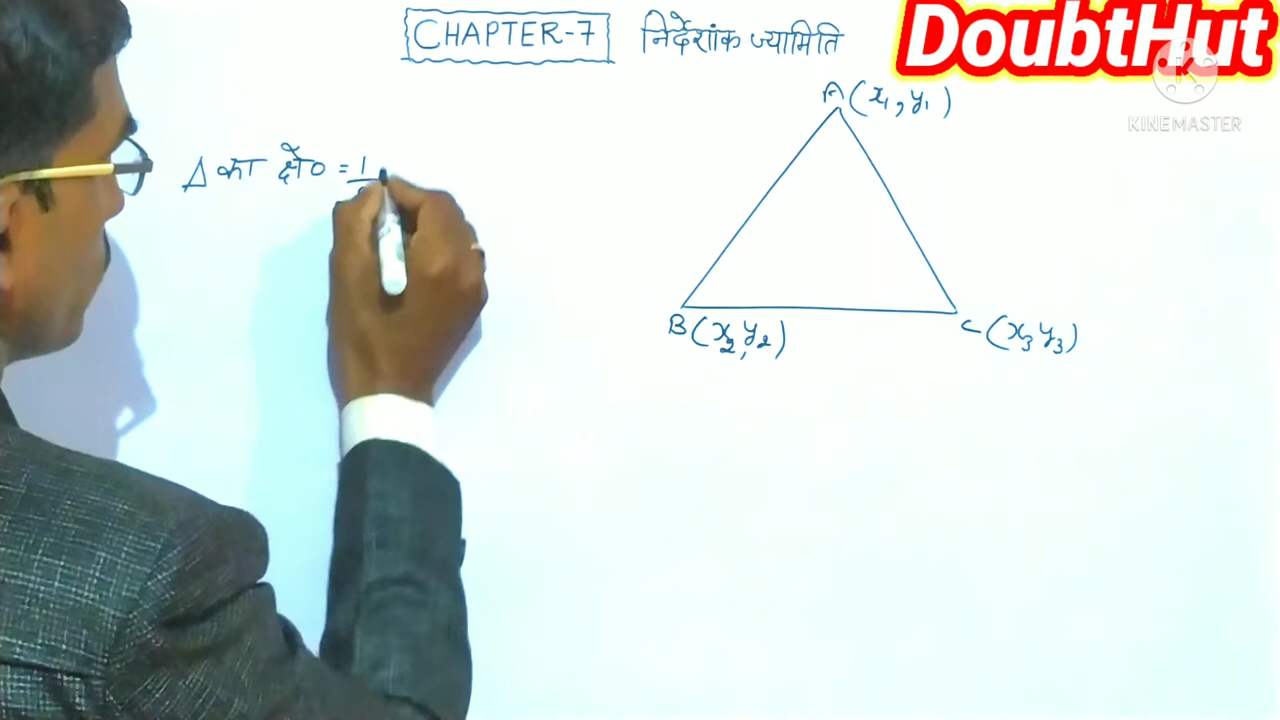 CHAPTER-7 निर्देशांक ज्यामिति
DoubtHut
KINEMASTER
A (x₁, y₁)
Δ का क्षे० = 1
B (x₂, y₂)
C (x₃ y₃)